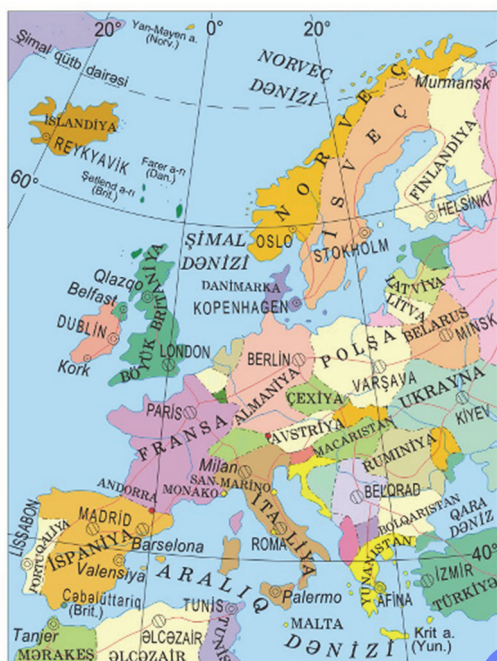 20°
Yan-Mayen a.
(Norv.)
0°
20°
Şimal qütb dairəsi
NORVEÇ
DƏNİZİ
Murmansk
İSLANDİYA
REYKYAVİK
Farer a-rı
(Dan.)
Şetlend a-rı
(Brit.)
60°
NORVEÇ
İSVEÇ
FİNLANDİYA
HELSİNKİ
OSLO
STOKHOLM
ŞİMAL
DƏNİZİ
DANİMARKA
KOPENHAGEN
LATVİYA
LİTVA
BELARUS
MİNSK
Qlazqo
Belfast
DUBLİN
Kork
BÖYÜK BRİTANİYA
LONDON
BERLİN
ALMANİYA
POLŞA
VARŞAVA
UKRAYNA
KİYEV
PARİS
FRANSA
ÇEXİYA
AVSTRİYA
MACARISTAN
RUMİNİYA
Milan
SAN-MARİNO
MONAKO
ANDORRA
İTALİYA
ROMA
BELQRAD
BOLQARISTAN
QARA
DƏNİZ
LİSSABON
PORTUQALİYA
MADRİD
İSPANİYA
Barselona
Valensiya
Cəbəlüttariq
(Brit.)
YUNANISTAN
AFİNA
40°
İZMİR
TÜRKİYƏ
ARALIQ
DƏNİZİ
Palermo
MALTA
Krit a.
(Yun.)
Tanjer
MƏRAKEŞ
ƏLCƏZAİR
ƏLCƏZAİR
TUNİS
TUNİS